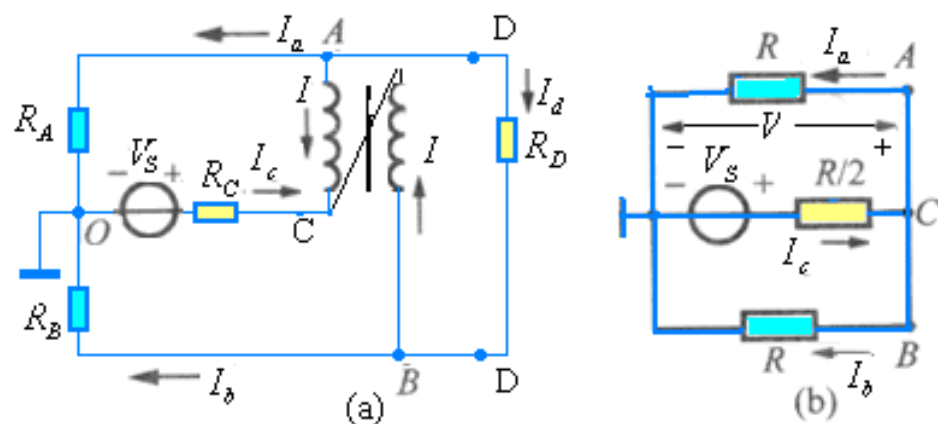 I_a A D
I I_d
R_A I R_D
− V_S + R_C I_c
O C
R_B
I_b B D
(a)
R I_a A
− V +
− V_S + R/2
C
I_c
R I_b B
(b)